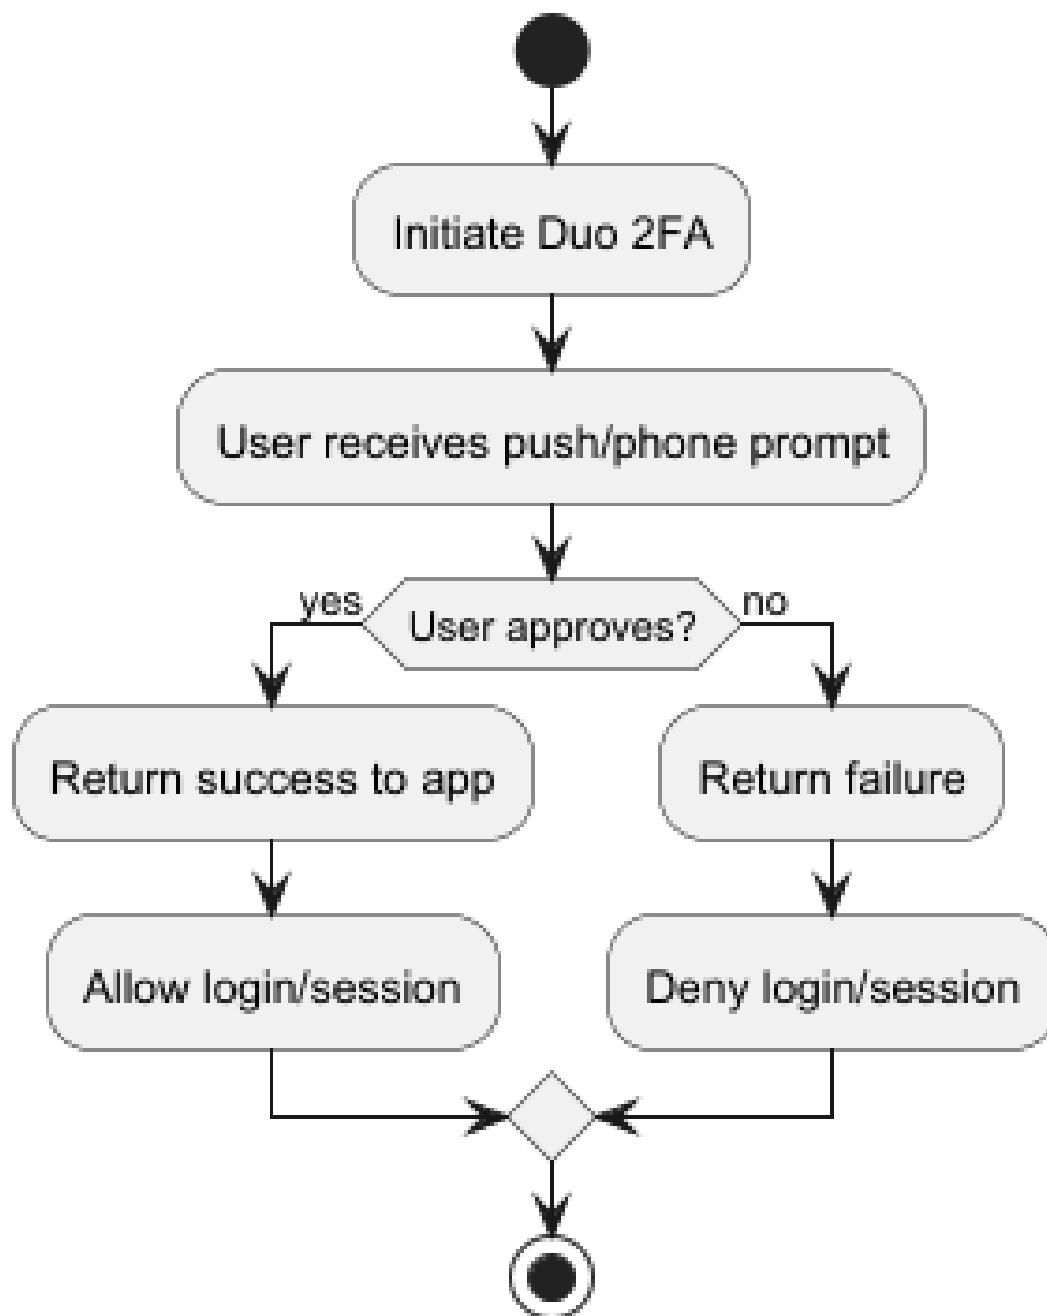 Initiate Duo 2FA
User receives push/phone prompt
yes
User approves?
no
Return success to app
Return failure
Allow login/session
Deny login/session